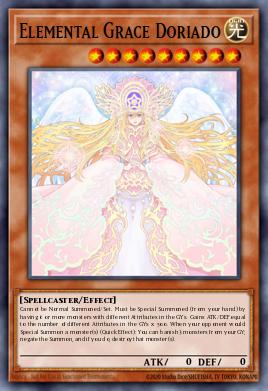 Elemental Grace Doriado
光
[Spellcaster/Effect]
Cannot be Normal Summoned/Set. Must be Special Summoned (from your hand) by
having 6 or more monsters with different Attributes in the GYs. Gains ATK/DEF equal
to the number of different Attributes in the GYs x 500. When your opponent would
Special Summon a monster(s) (Quick Effect): You can banish 3 monsters from your GY;
negate the Summon, and if you do, destroy that monster(s).
ATK/ 0 DEF/ 0
©2020 Studio Dice/SHUEISHA, TV TOKYO, KONAMI